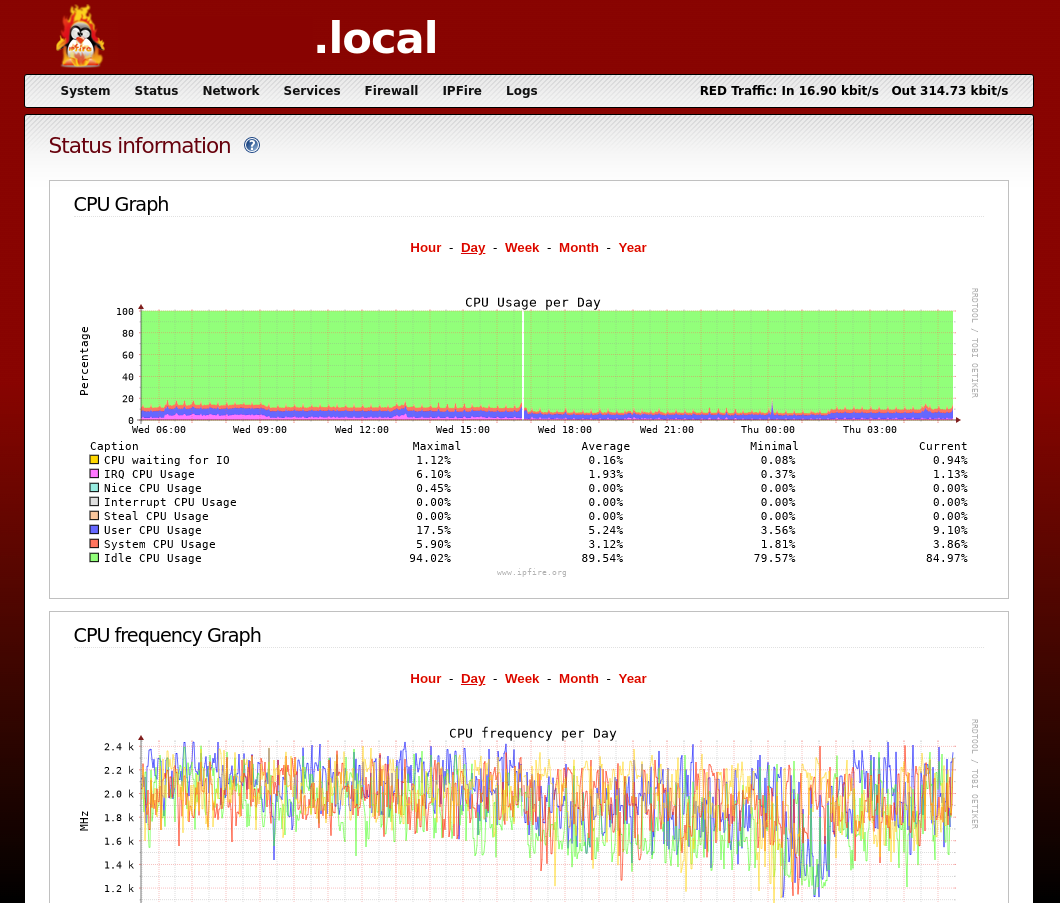 ipfire
.local
System Status Network Services Firewall IPFire Logs RED Traffic: In 16.90 kbit/s Out 314.73 kbit/s
Status information ?
CPU Graph
Hour - Day - Week - Month - Year
CPU Usage per Day
RRDTOOL / TOBI OETIKER
Percentage
100
80
60
40
20
0
Wed 06:00 Wed 09:00 Wed 12:00 Wed 15:00 Wed 18:00 Wed 21:00 Thu 00:00 Thu 03:00
Caption Maximal Average Minimal Current
CPU waiting for IO 1.12% 0.16% 0.08% 0.94%
IRQ CPU Usage 6.10% 1.93% 0.37% 1.13%
Nice CPU Usage 0.45% 0.00% 0.00% 0.00%
Interrupt CPU Usage 0.00% 0.00% 0.00% 0.00%
Steal CPU Usage 0.00% 0.00% 0.00% 0.00%
User CPU Usage 17.5% 5.24% 3.56% 9.10%
System CPU Usage 5.90% 3.12% 1.81% 3.86%
Idle CPU Usage 94.02% 89.54% 79.57% 84.97%
www.ipfire.org
CPU frequency Graph
Hour - Day - Week - Month - Year
CPU frequency per Day
RRDTOOL / TOBI OETIKER
MHz
2.4 k
2.2 k
2.0 k
1.8 k
1.6 k
1.4 k
1.2 k